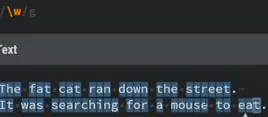 /\w/g
Text
The fat cat ran down the street.
It was searching for a mouse to eat.